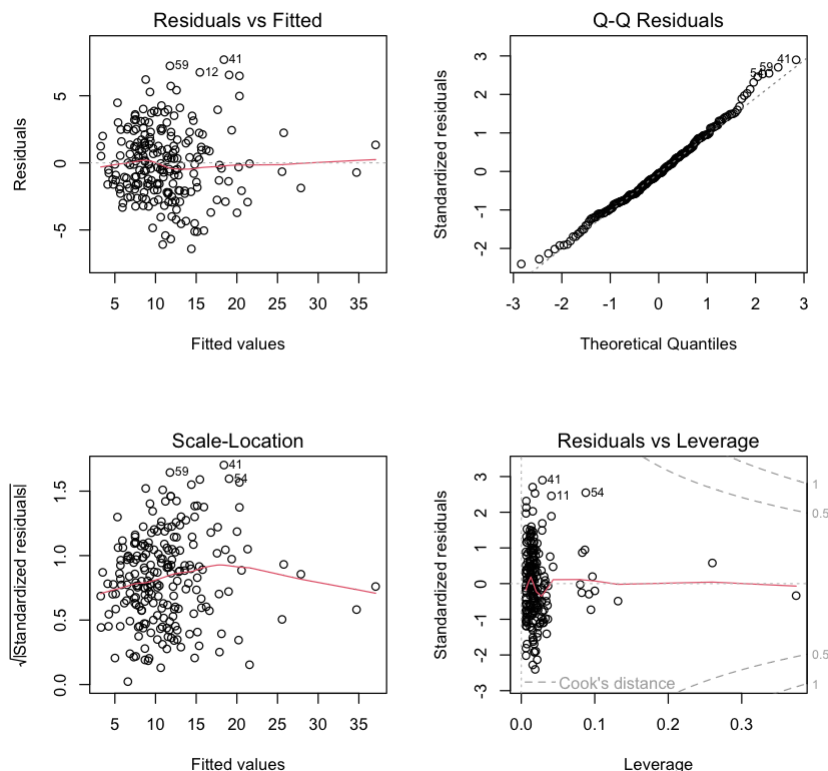 Residuals vs Fitted
59
41
12
Residuals
5
0
-5
5 10 15 20 25 30 35
Fitted values
Q-Q Residuals
41
59
54
Standardized residuals
3
2
1
0
-1
-2
-3 -2 -1 0 1 2 3
Theoretical Quantiles
Scale-Location
41
59
54
√|Standardized residuals|
1.5
1.0
0.5
0.0
5 10 15 20 25 30 35
Fitted values
Residuals vs Leverage
41
11
54
1
0.5
0.5
1
Standardized residuals
3
2
1
0
-1
-2
-3
Cook's distance
0.0 0.1 0.2 0.3
Leverage